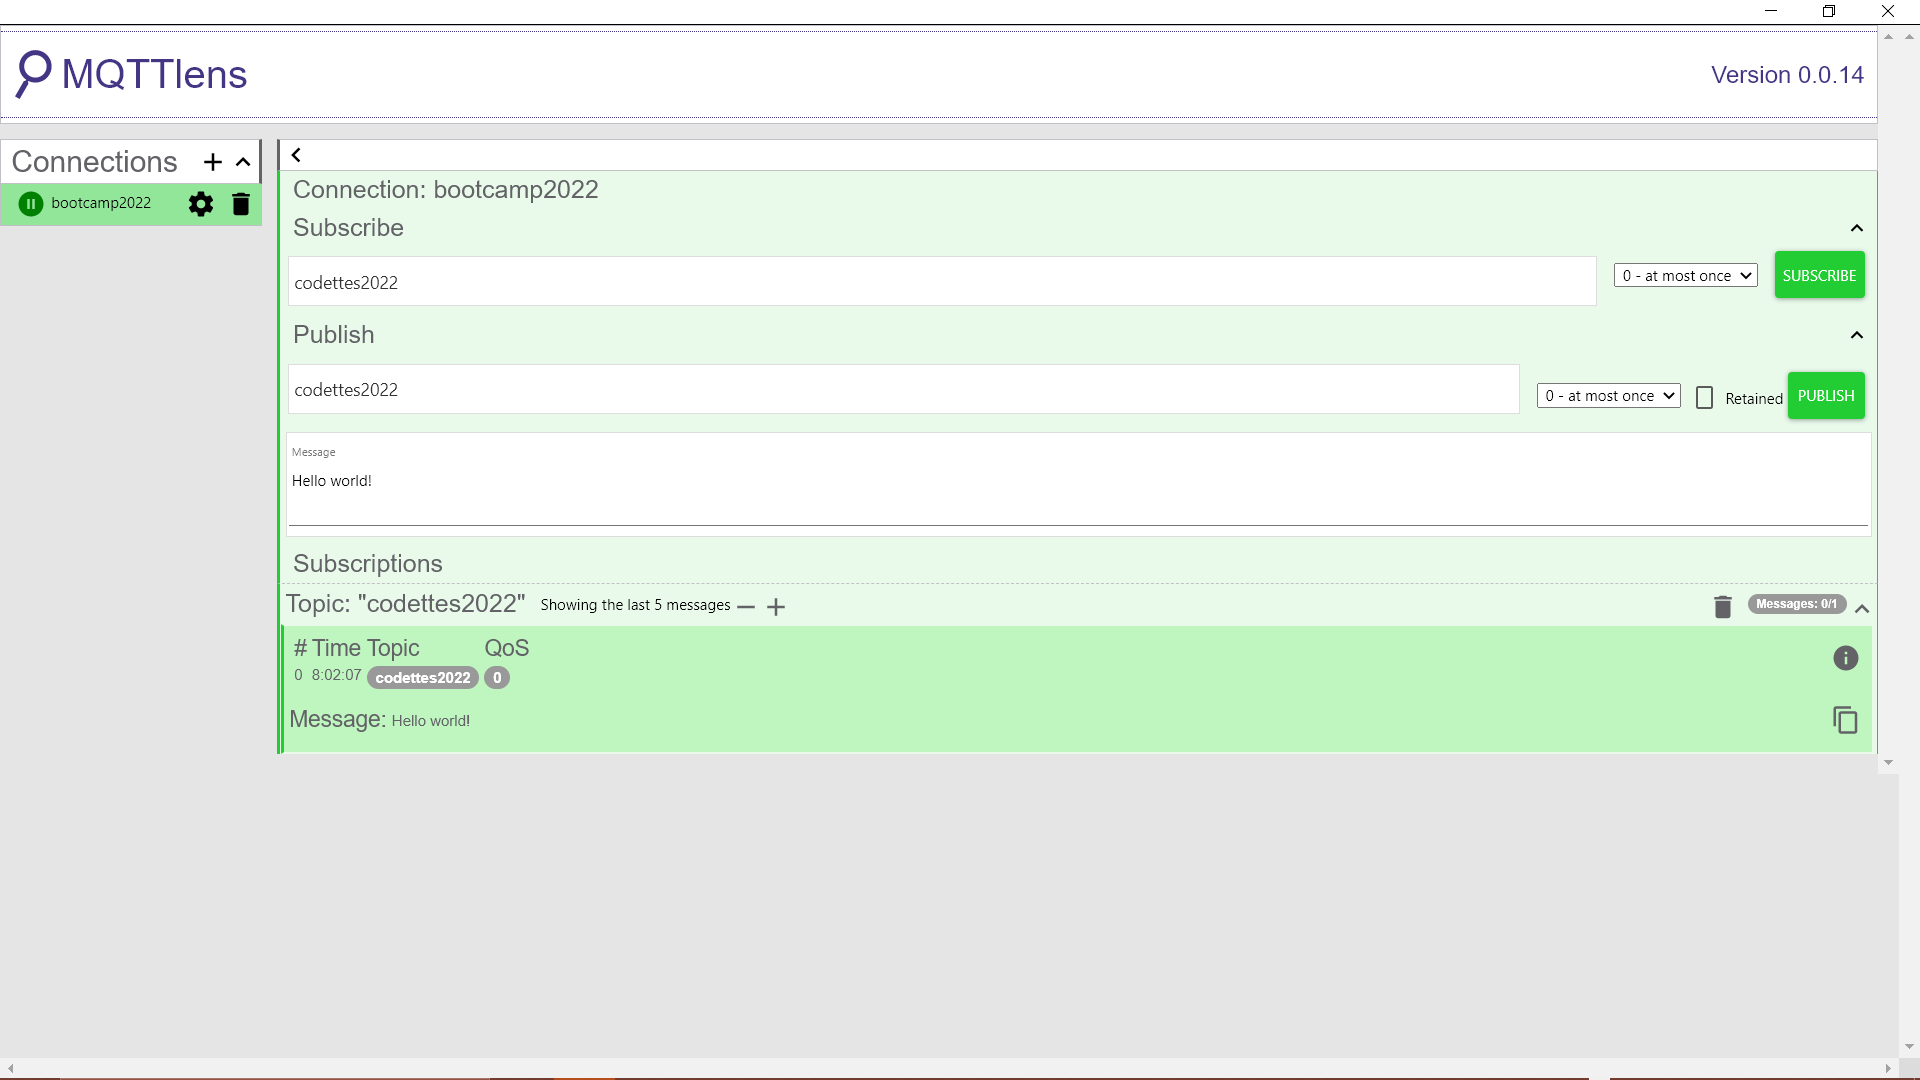 MQTTlens
Version 0.0.14
Connections
bootcamp2022
Connection: bootcamp2022
Subscribe
codettes2022
0 - at most once
SUBSCRIBE
Publish
codettes2022
0 - at most once
Retained
PUBLISH
Message
Hello world!
Subscriptions
Topic: "codettes2022" Showing the last 5 messages
Messages: 0/1
# Time Topic QoS
0 8:02:07 codettes2022 0
Message: Hello world!